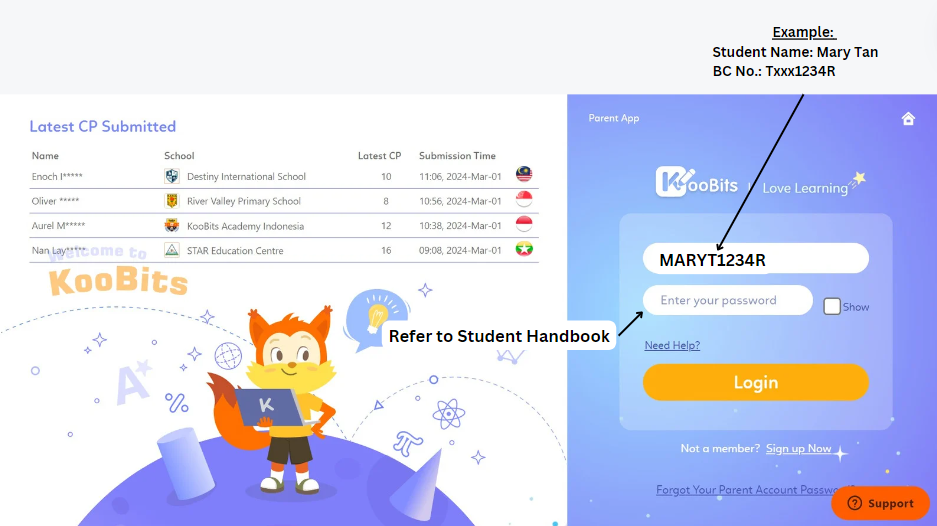 Example:
Student Name: Mary Tan
BC No.: Txxx1234R
Latest CP Submitted
Name School Latest CP Submission Time
Enoch I***** Destiny International School 10 11:06, 2024-Mar-01
Oliver ***** River Valley Primary School 8 10:56, 2024-Mar-01
Aurel M***** KooBits Academy Indonesia 12 10:38, 2024-Mar-01
Nan Lay***** STAR Education Centre 16 09:08, 2024-Mar-01
Welcome to
KooBits
A
%
π
K
Refer to Student Handbook
Parent App
KooBits | Love Learning
MARYT1234R
Enter your password
Show
Need Help?
Login
Not a member? Sign up Now
Forgot Your Parent Account Password?
? Support